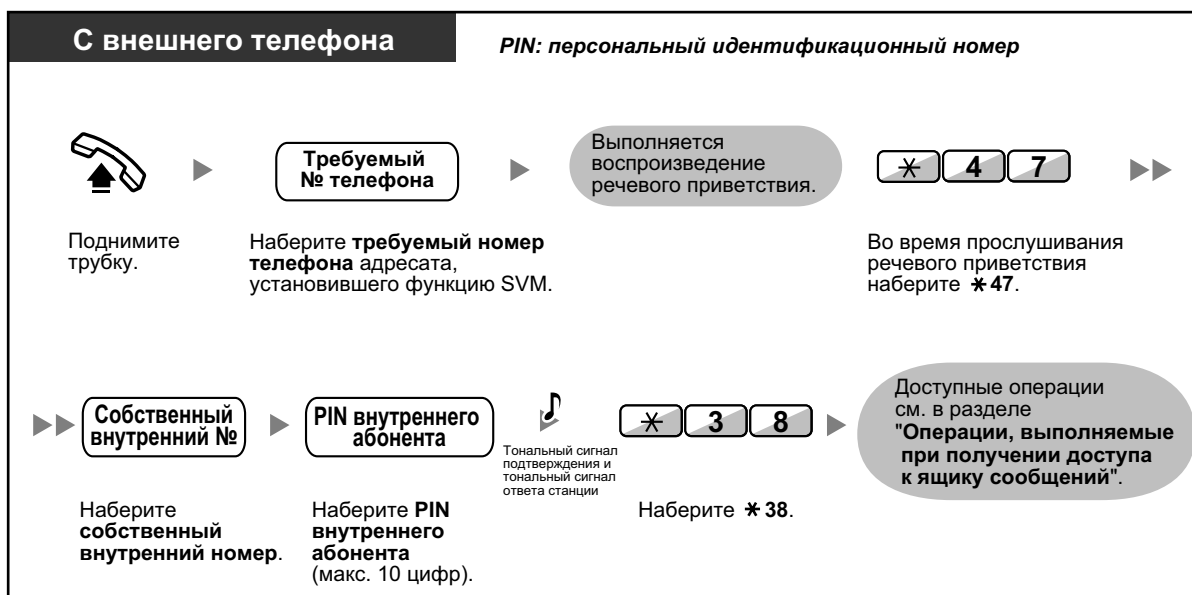 С внешнего телефона
PIN: персональный идентификационный номер
Требуемый
№ телефона
Выполняется
воспроизведение
речевого приветствия.
* 4 7
Поднимите
трубку.
Наберите требуемый номер
телефона адресата,
установившего функцию SVM.
Во время прослушивания
речевого приветствия
наберите *47.
Собственный
внутренний №
PIN внутреннего
абонента
Тональный сигнал
подтверждения и
тональный сигнал
ответа станции
* 3 8
Доступные операции
см. в разделе
"Операции, выполняемые
при получении доступа
к ящику сообщений".
Наберите
собственный
внутренний номер.
Наберите PIN
внутреннего
абонента
(макс. 10 цифр).
Наберите *38.